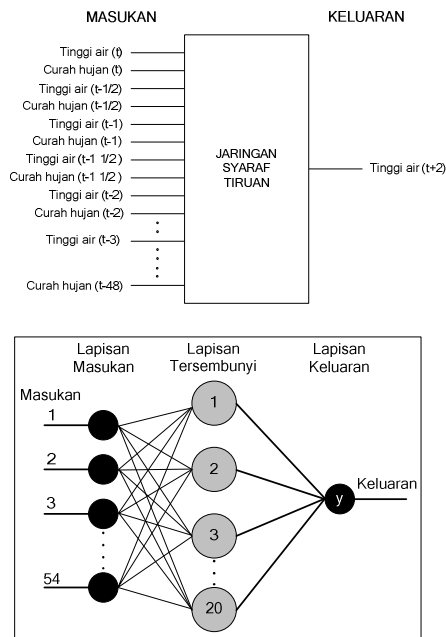 MASUKAN
KELUARAN
Tinggi air (t)
Curah hujan (t)
Tinggi air (t-1/2)
Curah hujan (t-1/2)
Tinggi air (t-1)
Curah hujan (t-1)
Tinggi air (t-1 1/2)
Curah hujan (t-1 1/2)
Tinggi air (t-2)
Curah hujan (t-2)
Tinggi air (t-3)
Curah hujan (t-48)
JARINGAN
SYARAF
TIRUAN
Tinggi air (t+2)
Lapisan
Masukan
Lapisan
Tersembunyi
Lapisan
Keluaran
Masukan
1
2
3
54
1
2
3
20
y
Keluaran